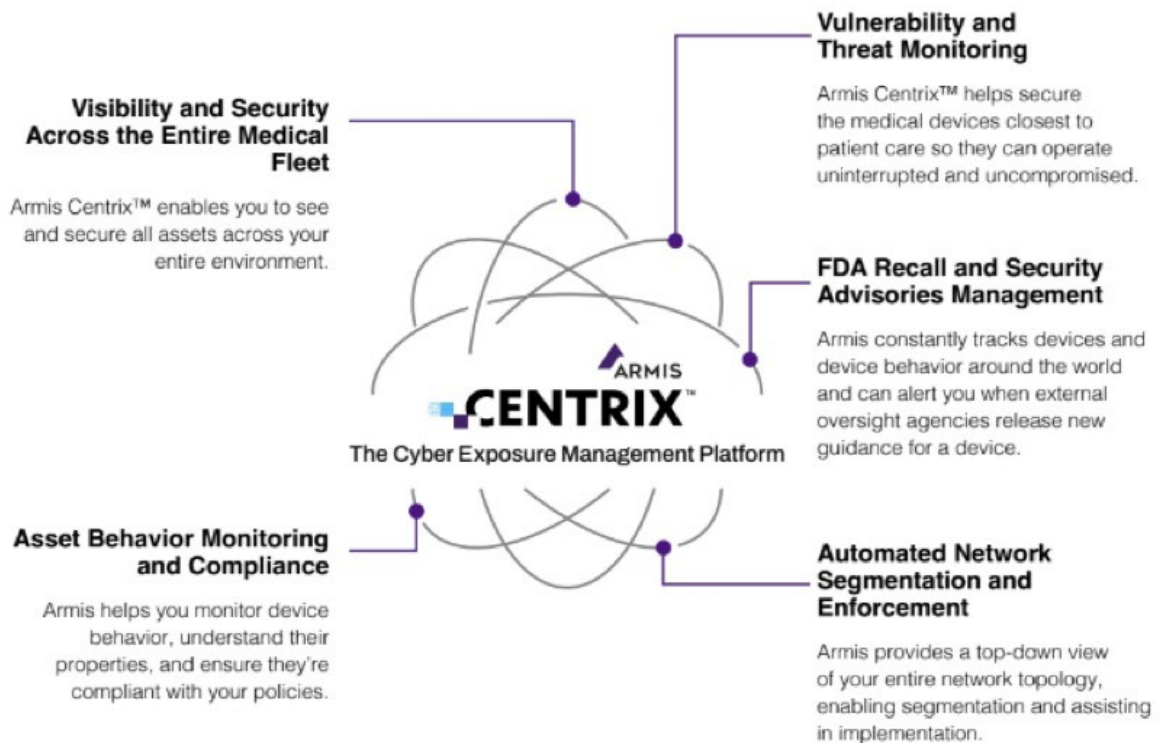 Visibility and Security
Across the Entire Medical
Fleet
Armis Centrix™ enables you to see
and secure all assets across your
entire environment.
Vulnerability and
Threat Monitoring
Armis Centrix™ helps secure
the medical devices closest to
patient care so they can operate
uninterrupted and uncompromised.
FDA Recall and Security
Advisories Management
Armis constantly tracks devices and
device behavior around the world
and can alert you when external
oversight agencies release new
guidance for a device.
ARMIS
CENTRIX™
The Cyber Exposure Management Platform
Asset Behavior Monitoring
and Compliance
Armis helps you monitor device
behavior, understand their
properties, and ensure they're
compliant with your policies.
Automated Network
Segmentation and
Enforcement
Armis provides a top-down view
of your entire network topology,
enabling segmentation and assisting
in implementation.